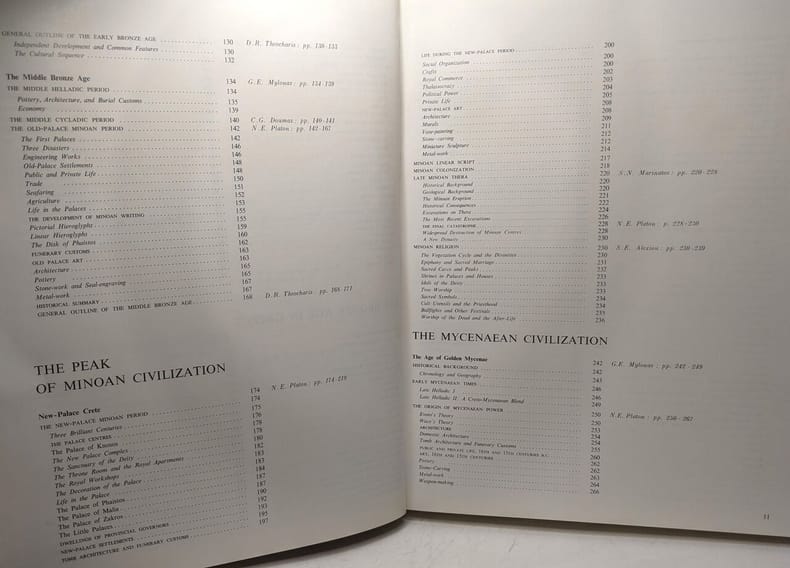 GENERAL OUTLINE OF THE EARLY BRONZE AGE 130 D.R. Theocharis : pp. 130-133
Independent Development and Common Features 130
The Cultural Sequence 132
The Middle Bronze Age 134 G.E. Mylonas : pp. 134-139
THE MIDDLE HELLADIC PERIOD 134
Pottery, Architecture, and Burial Customs 135
Economy 139
THE MIDDLE CYCLADIC PERIOD 140 C.G. Doumas : pp. 140-141
THE OLD-PALACE MINOAN PERIOD 142 N.E. Platon : pp. 142-167
The First Palaces 142
Three Disasters 146
Engineering Works 146
Old-Palace Settlements 148
Public and Private Life 148
Trade 150
Seafaring 151
Agriculture 152
Life in the Palaces 153
THE DEVELOPMENT OF MINOAN WRITING 155
Pictorial Hieroglyphs 155
Linear Hieroglyphs 159
The Disk of Phaistos 160
FUNERARY CUSTOMS 162
OLD PALACE ART 163
Architecture 163
Pottery 165
Stone-work and Seal-engraving 165
Metal-work 167
HISTORICAL SUMMARY 167
GENERAL OUTLINE OF THE MIDDLE BRONZE AGE 168 D.R. Theocharis : pp. 168-171
THE PEAK
OF MINOAN CIVILIZATION
New-Palace Crete 174 N.E. Platon : pp. 174-219
THE NEW-PALACE MINOAN PERIOD 174
Three Brilliant Centuries 175
THE PALACE CENTRES 176
The Palace of Knossos 178
The New Palace Complex 178
The Sanctuary of the Deity 180
The Throne Room and the Royal Apartments 182
The Royal Workshops 183
The Decoration of the Palace 183
Life in the Palace 184
The Palace of Phaistos 187
The Palace of Malia 187
The Palace of Zakros 190
The Little Palaces 192
DWELLINGS OF PROVINCIAL GOVERNORS 193
NEW-PALACE SETTLEMENTS 195
TOMB ARCHITECTURE AND FUNERARY CUSTOMS 197
LIFE DURING THE NEW-PALACE PERIOD 200
Social Organization 200
Crafts 200
Royal Commerce 202
Thalassocracy 203
Political Power 204
Private Life 205
NEW-PALACE ART 208
Architecture 208
Murals 209
Vase-painting 211
Stone-carving 212
Miniature Sculpture 212
Metal-work 214
MINOAN LINEAR SCRIPT 217
MINOAN COLONIZATION 218
LATE MINOAN THERA 220 S.N. Marinatos : pp. 220-228
Historical Background 220
Geological Background 220
The Minoan Eruption 221
Historical Consequences 222
Excavations on Thera 224
The Most Recent Excavations 226
THE FINAL CATASTROPHE 228 N.E. Platon : p. 228-230
Widespread Destruction of Minoan Centres 228
A New Dynasty 230
MINOAN RELIGION 230 S.E. Alexiou : pp. 230-239
The Vegetation Cycle and the Divinities 230
Epiphany and Sacred Marriage 231
Sacred Caves and Peaks 232
Shrines in Palaces and Houses 233
Idols of the Deity 233
Tree Worship 233
Sacred Symbols 234
Cult Utensils and the Priesthood 234
Bullfights and Other Festivals 235
Worship of the Dead and the After-Life 236
THE MYCENAEAN CIVILIZATION
The Age of Golden Mycenae 242 G.E. Mylonas : pp. 242-249
HISTORICAL BACKGROUND 242
Chronology and Geography 243
EARLY MYCENAEAN TIMES 246
Late Helladic I 246
Late Helladic II: A Creto-Mycenaean Blend 249
THE ORIGIN OF MYCENAEAN POWER 250 N.E. Platon : pp. 250-267
Evans's Theory 250
Wace's Theory 253
ARCHITECTURE 254
Domestic Architecture 254
Tomb Architecture and Funerary Customs 255
PUBLIC AND PRIVATE LIFE, 16TH AND 15TH CENTURIES B.C. 260
ART, 16TH AND 15TH CENTURIES 262
Pottery 262
Stone-Carving 263
Metal-work 264
Weapon-making 266
11